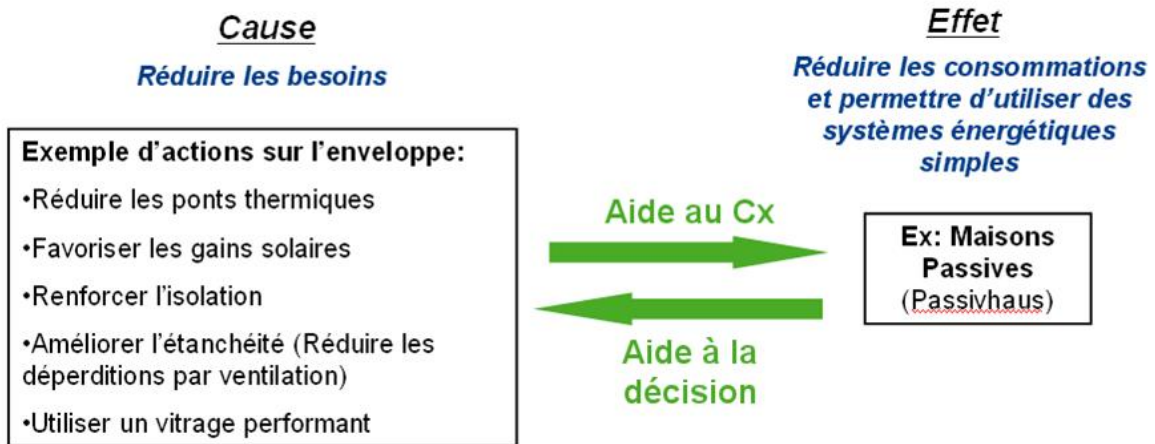 Cause
Réduire les besoins
Exemple d'actions sur l'enveloppe:
•Réduire les ponts thermiques
•Favoriser les gains solaires
•Renforcer l'isolation
•Améliorer l'étanchéité (Réduire les
déperditions par ventilation)
•Utiliser un vitrage performant
Aide au Cx
Aide à la
décision
Effet
Réduire les consommations
et permettre d'utiliser des
systèmes énergétiques
simples
Ex: Maisons
Passives
(Passivhaus)